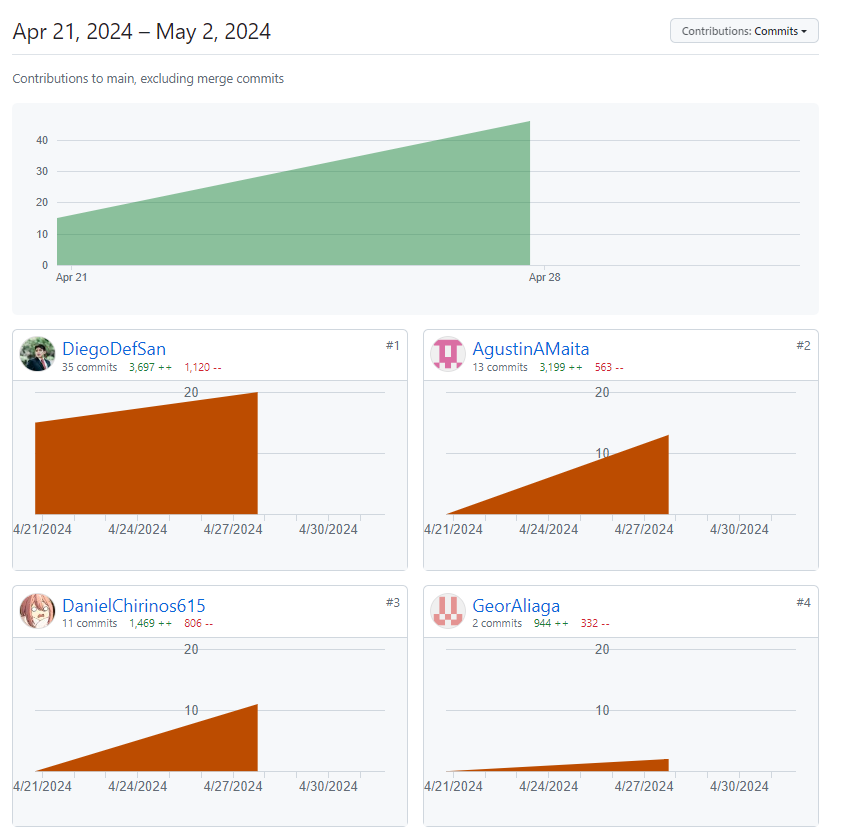 Apr 21, 2024 – May 2, 2024
Contributions: Commits
Contributions to main, excluding merge commits
40
30
20
10
0
Apr 21 Apr 28
DiegoDefSan #1
35 commits 3,697 ++ 1,120 --
20
4/21/2024 4/24/2024 4/27/2024 4/30/2024
AgustinAMaita #2
13 commits 3,199 ++ 563 --
20
10
4/21/2024 4/24/2024 4/27/2024 4/30/2024
DanielChirinos615 #3
11 commits 1,469 ++ 806 --
20
10
4/21/2024 4/24/2024 4/27/2024 4/30/2024
GeorAliaga #4
2 commits 944 ++ 332 --
20
10
4/21/2024 4/24/2024 4/27/2024 4/30/2024